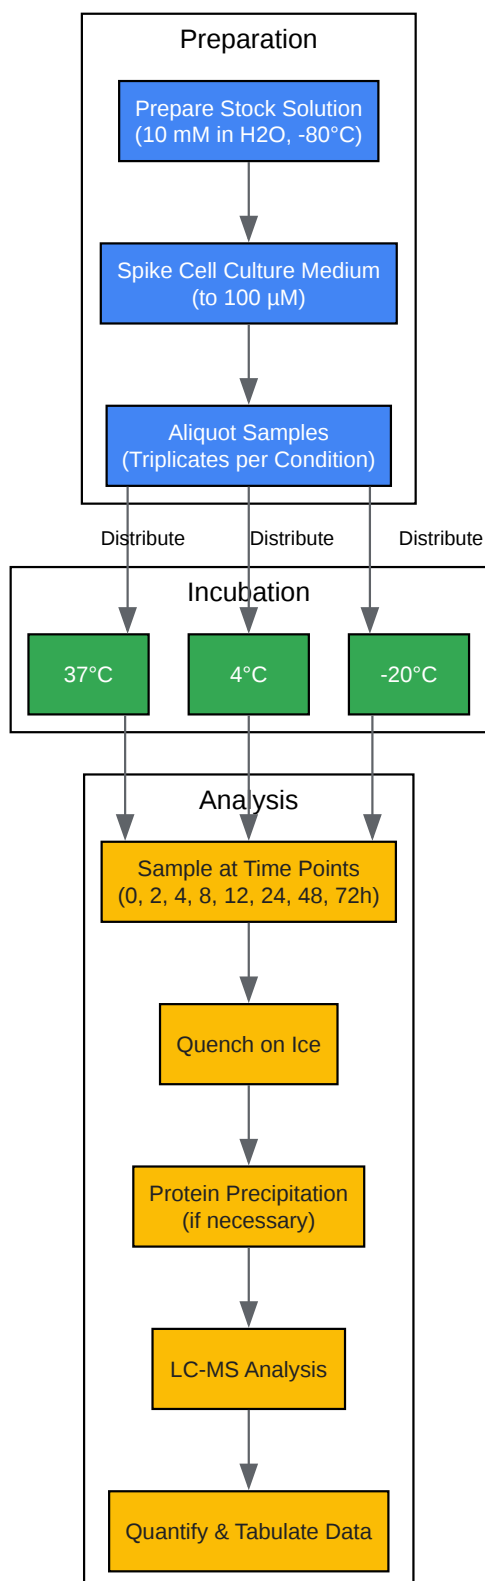 Preparation
Prepare Stock Solution
(10 mM in H2O, -80°C)
Spike Cell Culture Medium
(to 100 µM)
Aliquot Samples
(Triplicates per Condition)
Distribute
Distribute
Distribute
Incubation
37°C
4°C
-20°C
Analysis
Sample at Time Points
(0, 2, 4, 8, 12, 24, 48, 72h)
Quench on Ice
Protein Precipitation
(if necessary)
LC-MS Analysis
Quantify & Tabulate Data